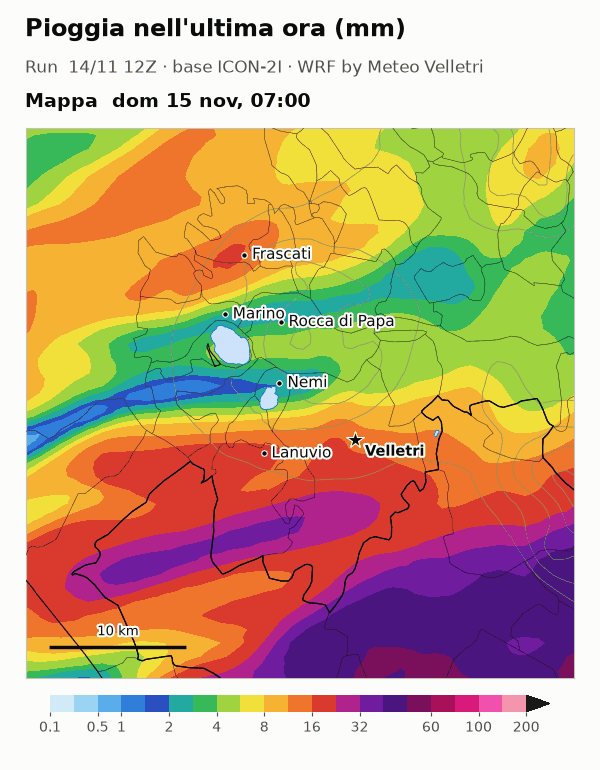 Pioggia nell'ultima ora (mm)
Run  14/11 12Z · base ICON-2I · WRF by Meteo Velletri
Mappa  dom 15 nov, 07:00
Frascati
Marino
Rocca di Papa
Nemi
Velletri
Lanuvio
10 km
0.1 0.5 1 2 4 8 16 32 60 100 200